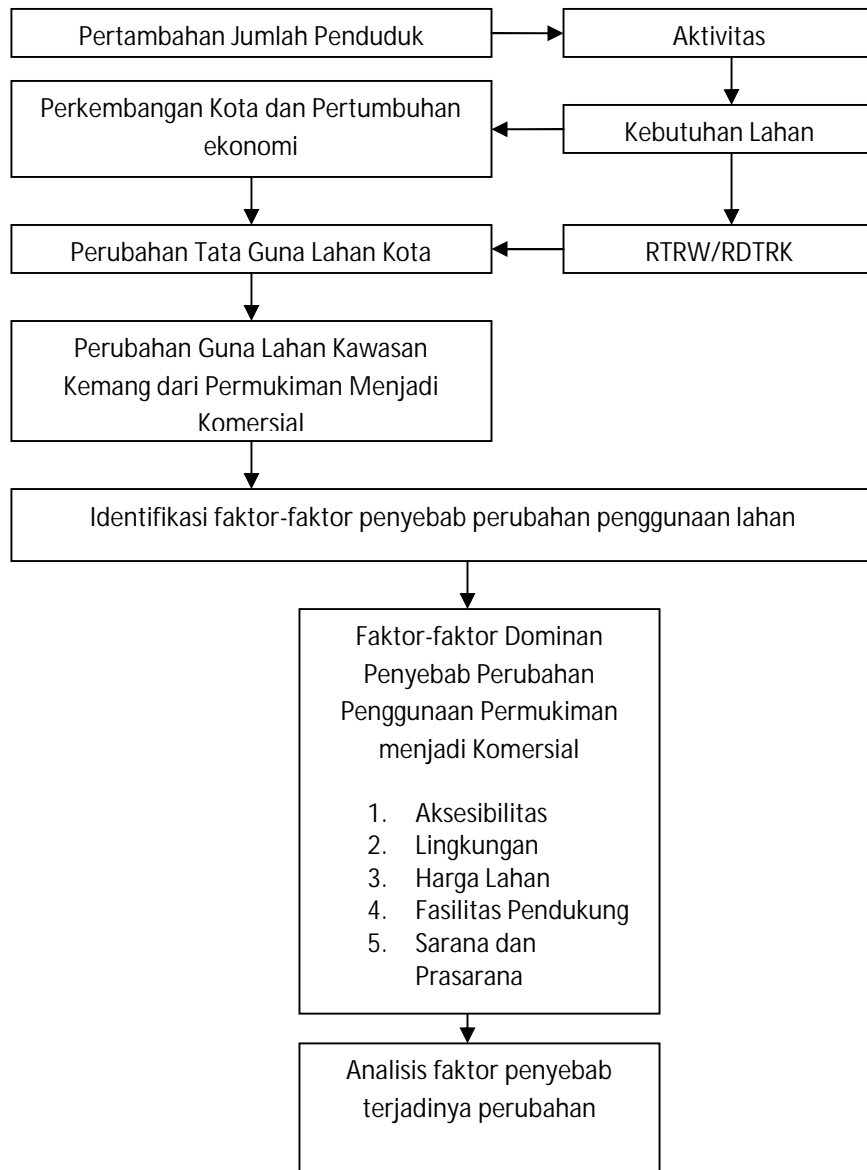 Pertambahan Jumlah Penduduk
Aktivitas
Perkembangan Kota dan Pertumbuhan
ekonomi
Kebutuhan Lahan
Perubahan Tata Guna Lahan Kota
RTRW/RDTRK
Perubahan Guna Lahan Kawasan
Kemang dari Permukiman Menjadi
Komersial
Identifikasi faktor-faktor penyebab perubahan penggunaan lahan
Faktor-faktor Dominan
Penyebab Perubahan
Penggunaan Permukiman
menjadi Komersial
1. Aksesibilitas
2. Lingkungan
3. Harga Lahan
4. Fasilitas Pendukung
5. Sarana dan
Prasarana
Analisis faktor penyebab
terjadinya perubahan